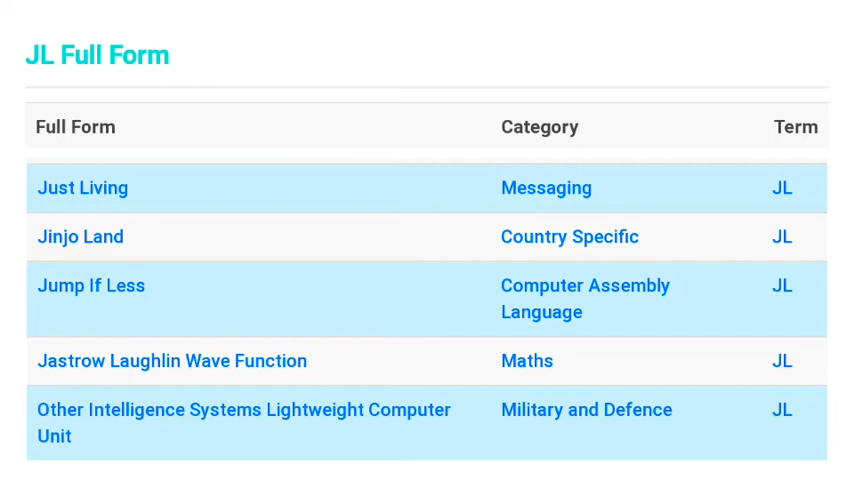 JL Full Form
Full Form Category Term
Just Living Messaging JL
Jinjo Land Country Specific JL
Jump If Less Computer Assembly JL
Language
Jastrow Laughlin Wave Function Maths JL
Other Intelligence Systems Lightweight Computer Military and Defence JL
Unit